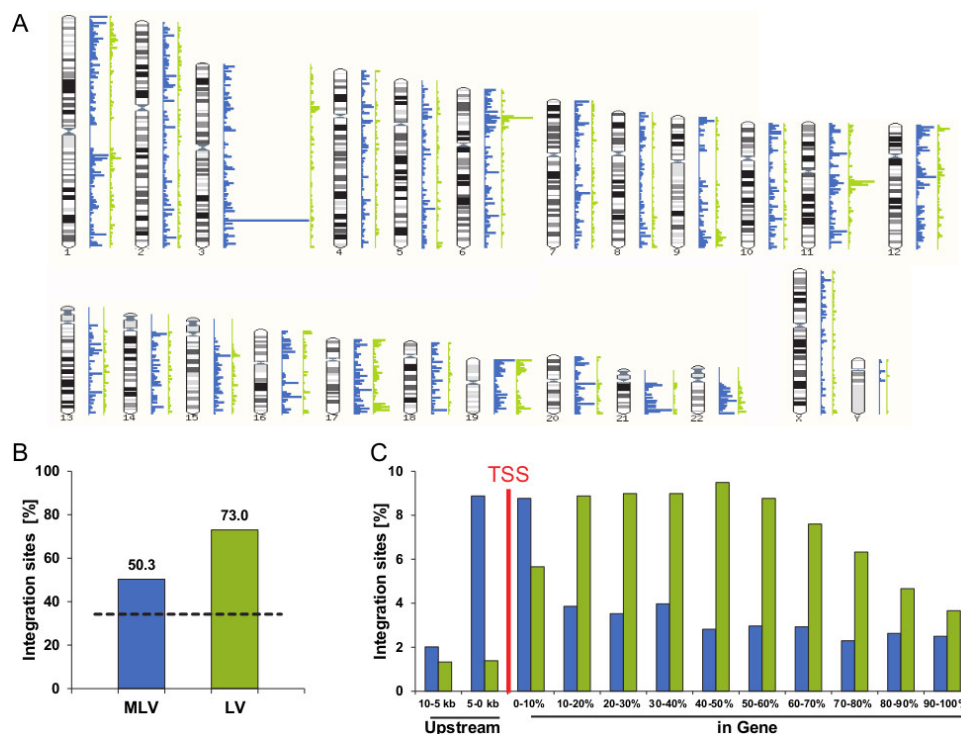 A
1 2 3 4 5 6 7 8 9 10 11 12
13 14 15 16 17 18 19 20 21 22 X Y
B
Integration sites [%]
100
80
60
40
20
0
50.3
73.0
MLV LV
C
Integration sites [%]
10
8
6
4
2
0
TSS
10-5 kb 5-0 kb 0-10% 10-20% 20-30% 30-40% 40-50% 50-60% 60-70% 70-80% 80-90% 90-100%
Upstream in Gene